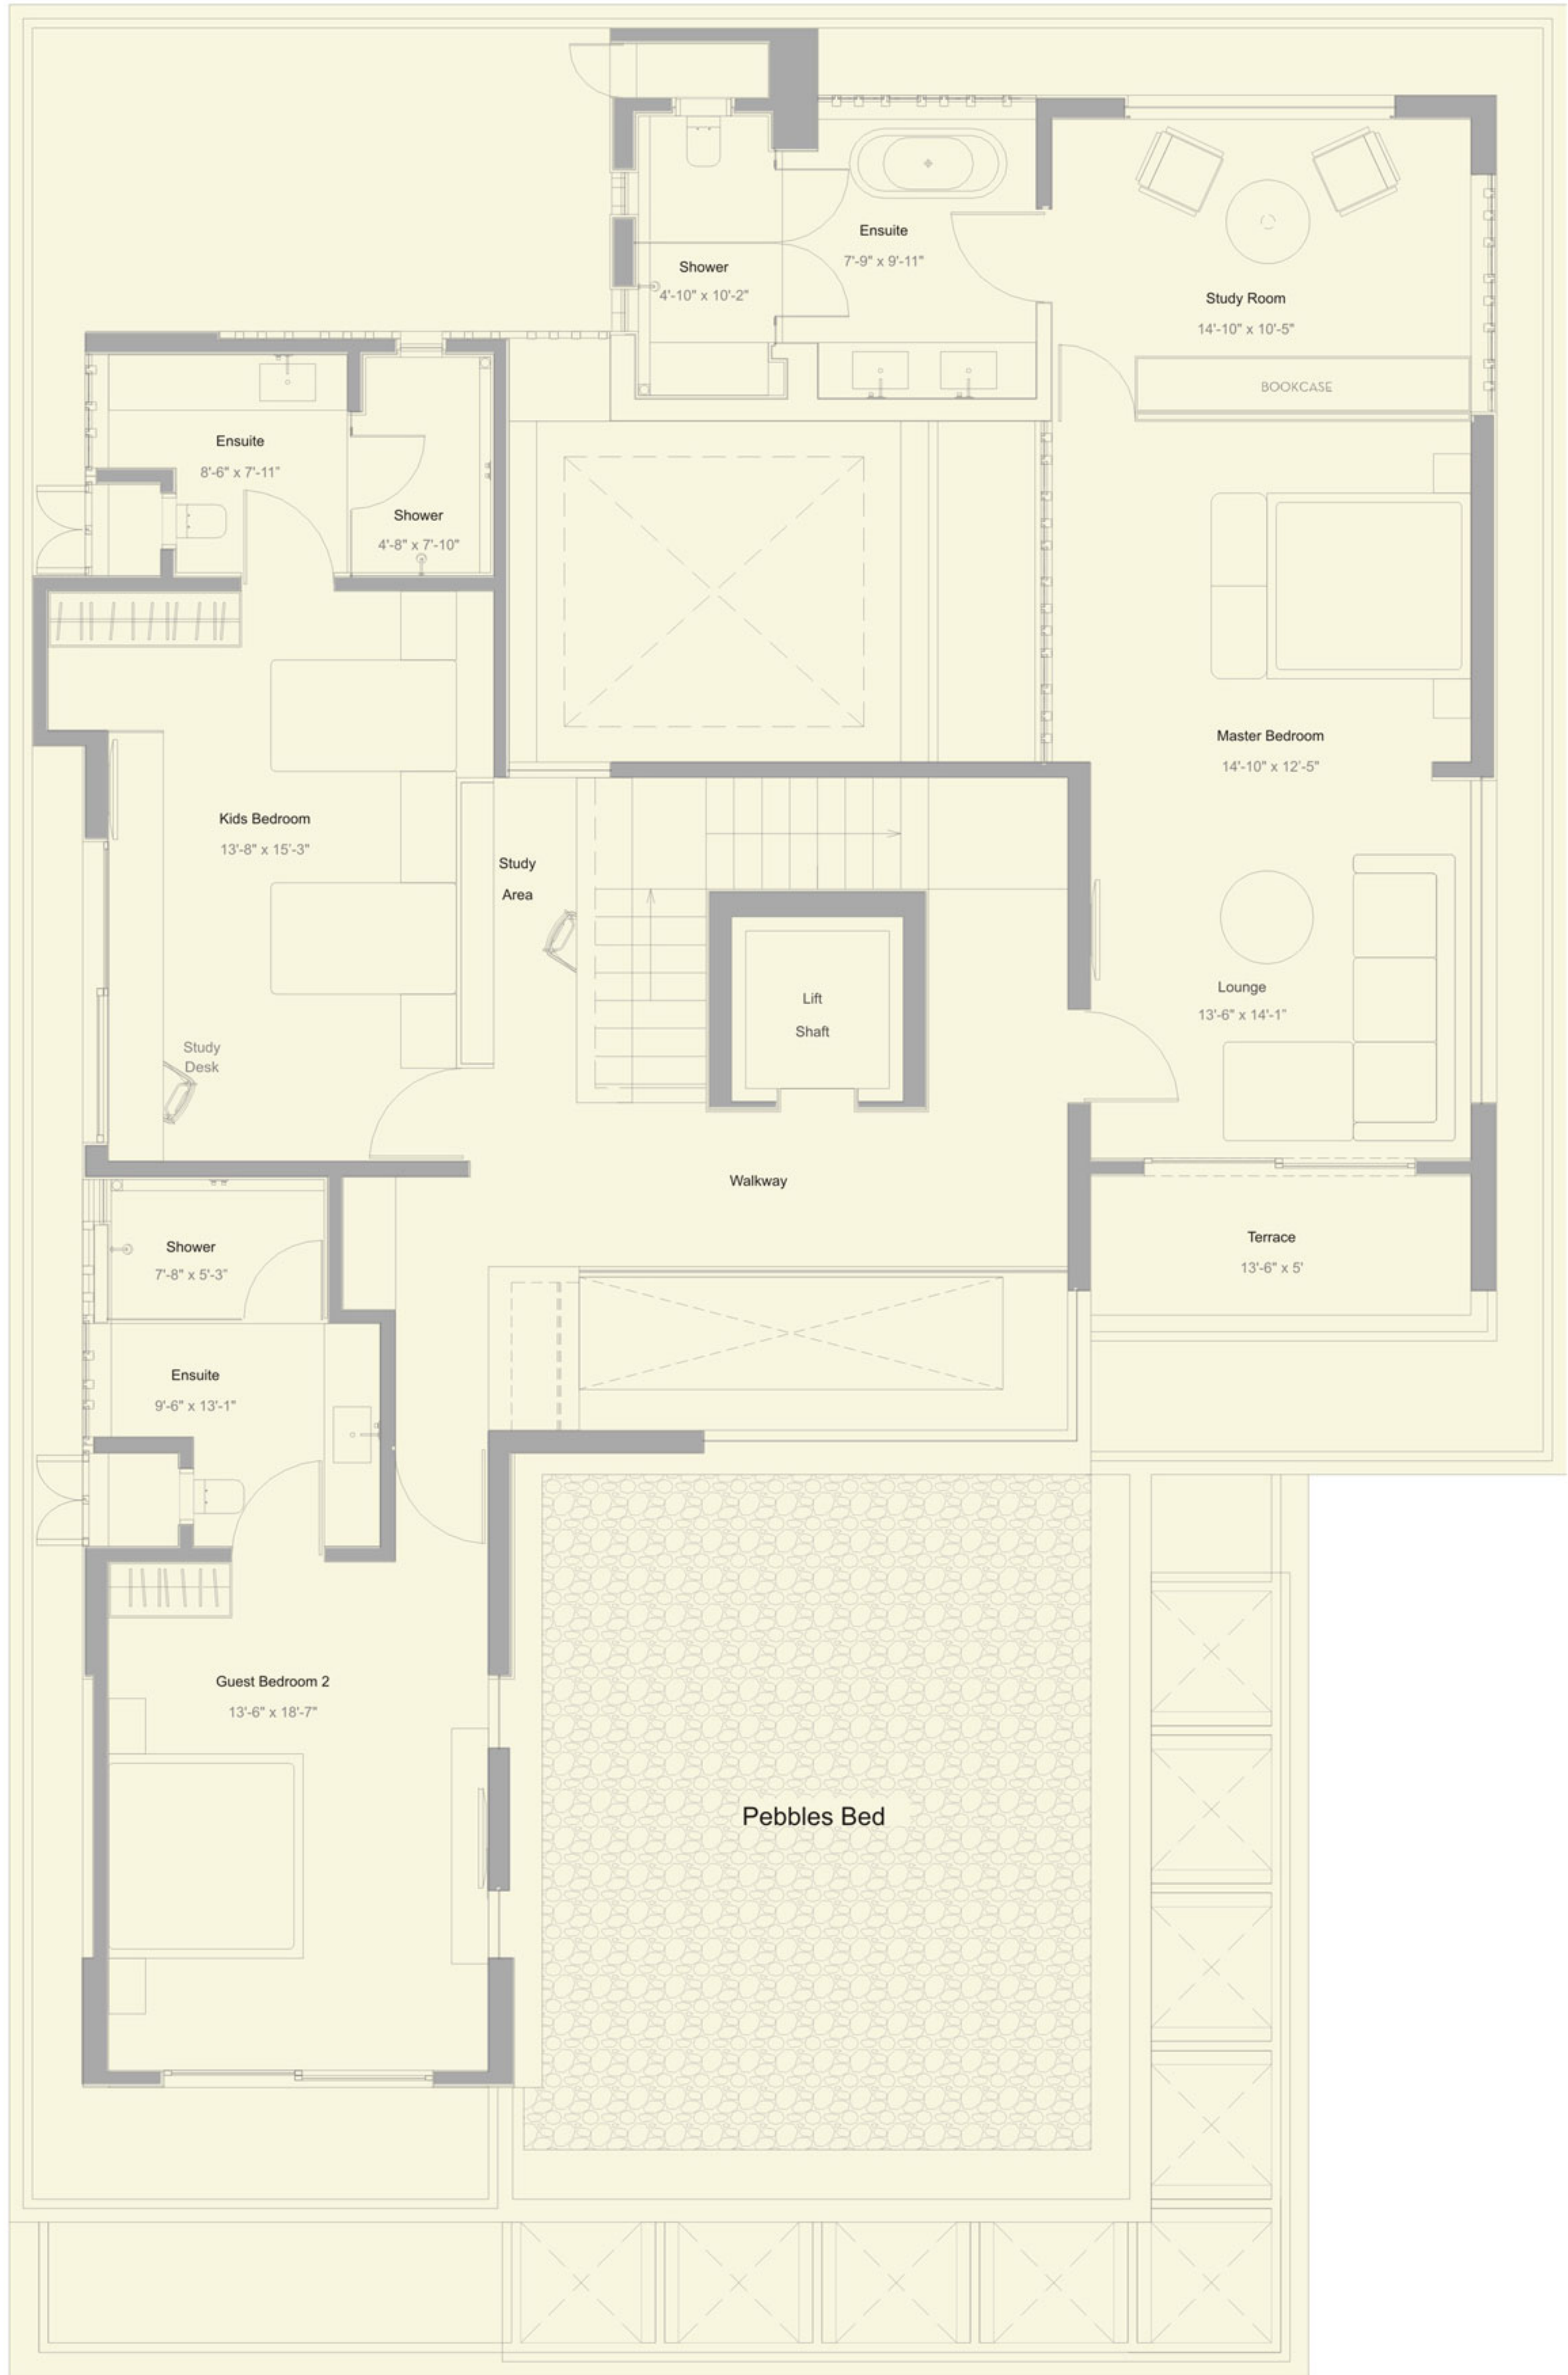 Ensuite
7'-9" x 9'-11"
Shower
4'-10" x 10'-2"
Study Room
14'-10" x 10'-5"
BOOKCASE
Ensuite
8'-6" x 7'-11"
Shower
4'-8" x 7'-10"
Master Bedroom
14'-10" x 12'-5"
Kids Bedroom
13'-8" x 15'-3"
Study
Area
Lift
Shaft
Lounge
13'-6" x 14'-1"
Study
Desk
Walkway
Shower
7'-8" x 5'-3"
Terrace
13'-6" x 5'
Ensuite
9'-6" x 13'-1"
Guest Bedroom 2
13'-6" x 18'-7"
Pebbles Bed